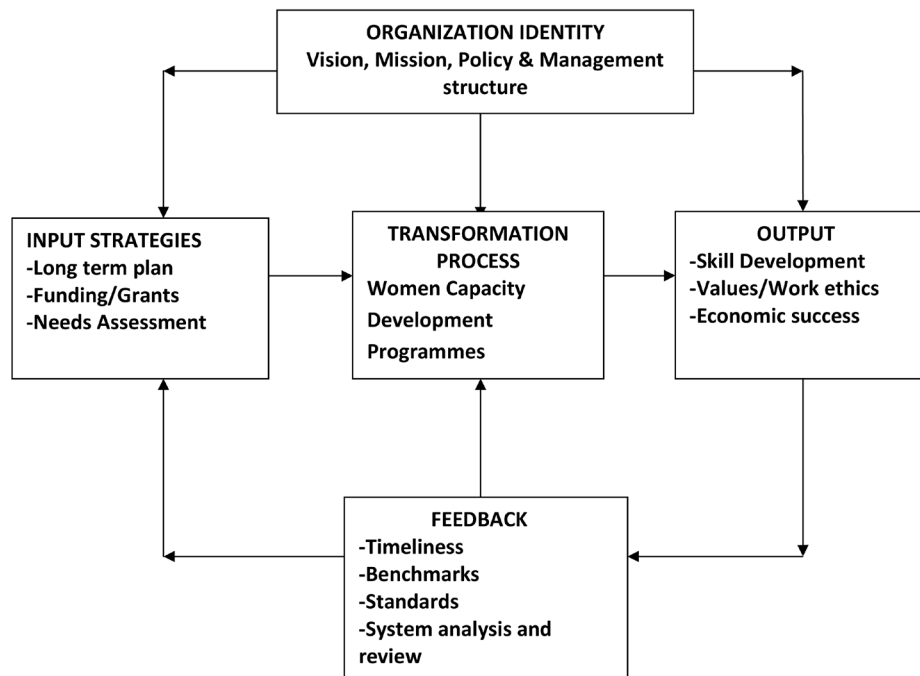 ORGANIZATION IDENTITY
Vision, Mission, Policy & Management
structure
INPUT STRATEGIES
-Long term plan
-Funding/Grants
-Needs Assessment
TRANSFORMATION
PROCESS
Women Capacity
Development
Programmes
OUTPUT
-Skill Development
-Values/Work ethics
-Economic success
FEEDBACK
-Timeliness
-Benchmarks
-Standards
-System analysis and
review